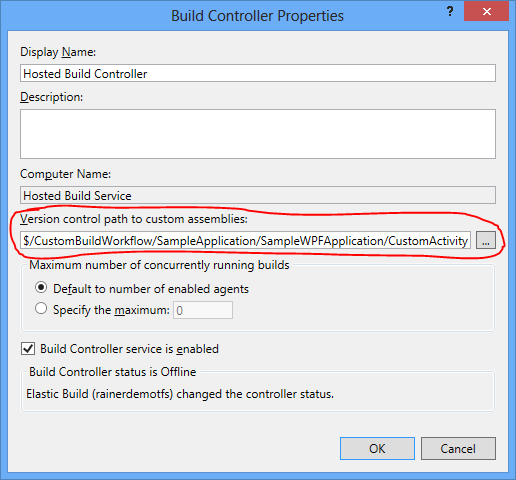 Build Controller Properties
?
Display Name:
Hosted Build Controller
Description:
Computer Name:
Hosted Build Service
Version control path to custom assemblies:
$/CustomBuildWorkflow/SampleApplication/SampleWPFApplication/CustomActivity
...
Maximum number of concurrently running builds
Default to number of enabled agents
Specify the maximum: 0
Build Controller service is enabled
Build Controller status is Offline
Elastic Build (rainerdemotfs) changed the controller status.
OK Cancel